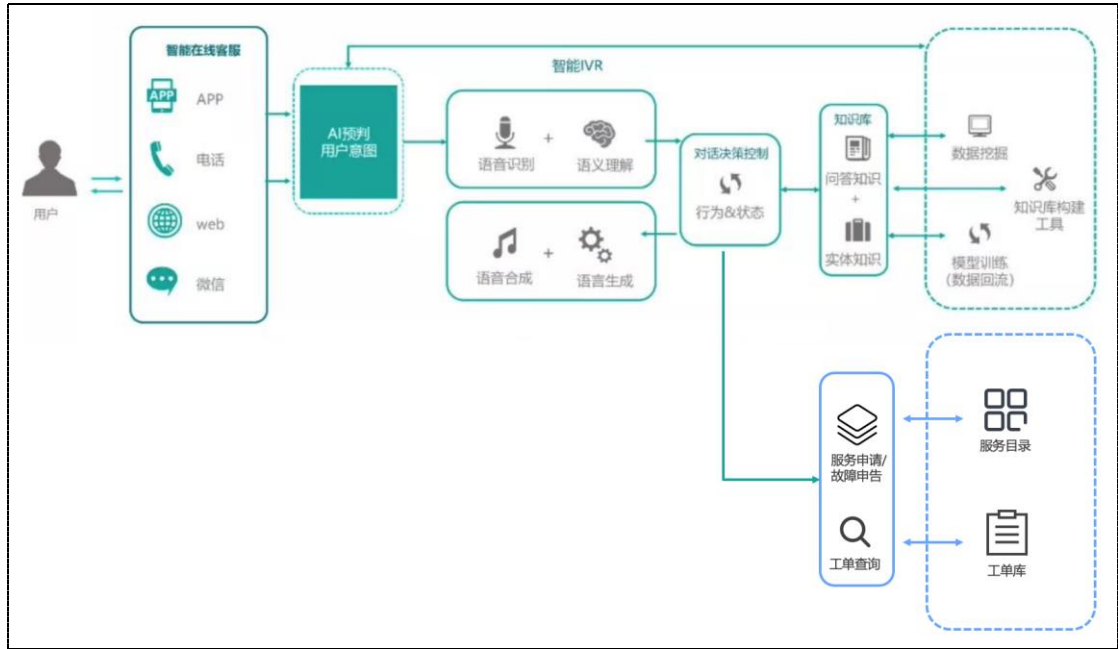 用户
智能在线客服
APP
APP
电话
web
微信
AI预判
用户意图
智能IVR
语音识别
+
语义理解
语音合成
+
语言生成
对话决策控制
行为&状态
知识库
问答知识
+
实体知识
数据挖掘
知识库构建
工具
模型训练
(数据回流)
服务申请/
故障申告
工单查询
服务目录
工单库